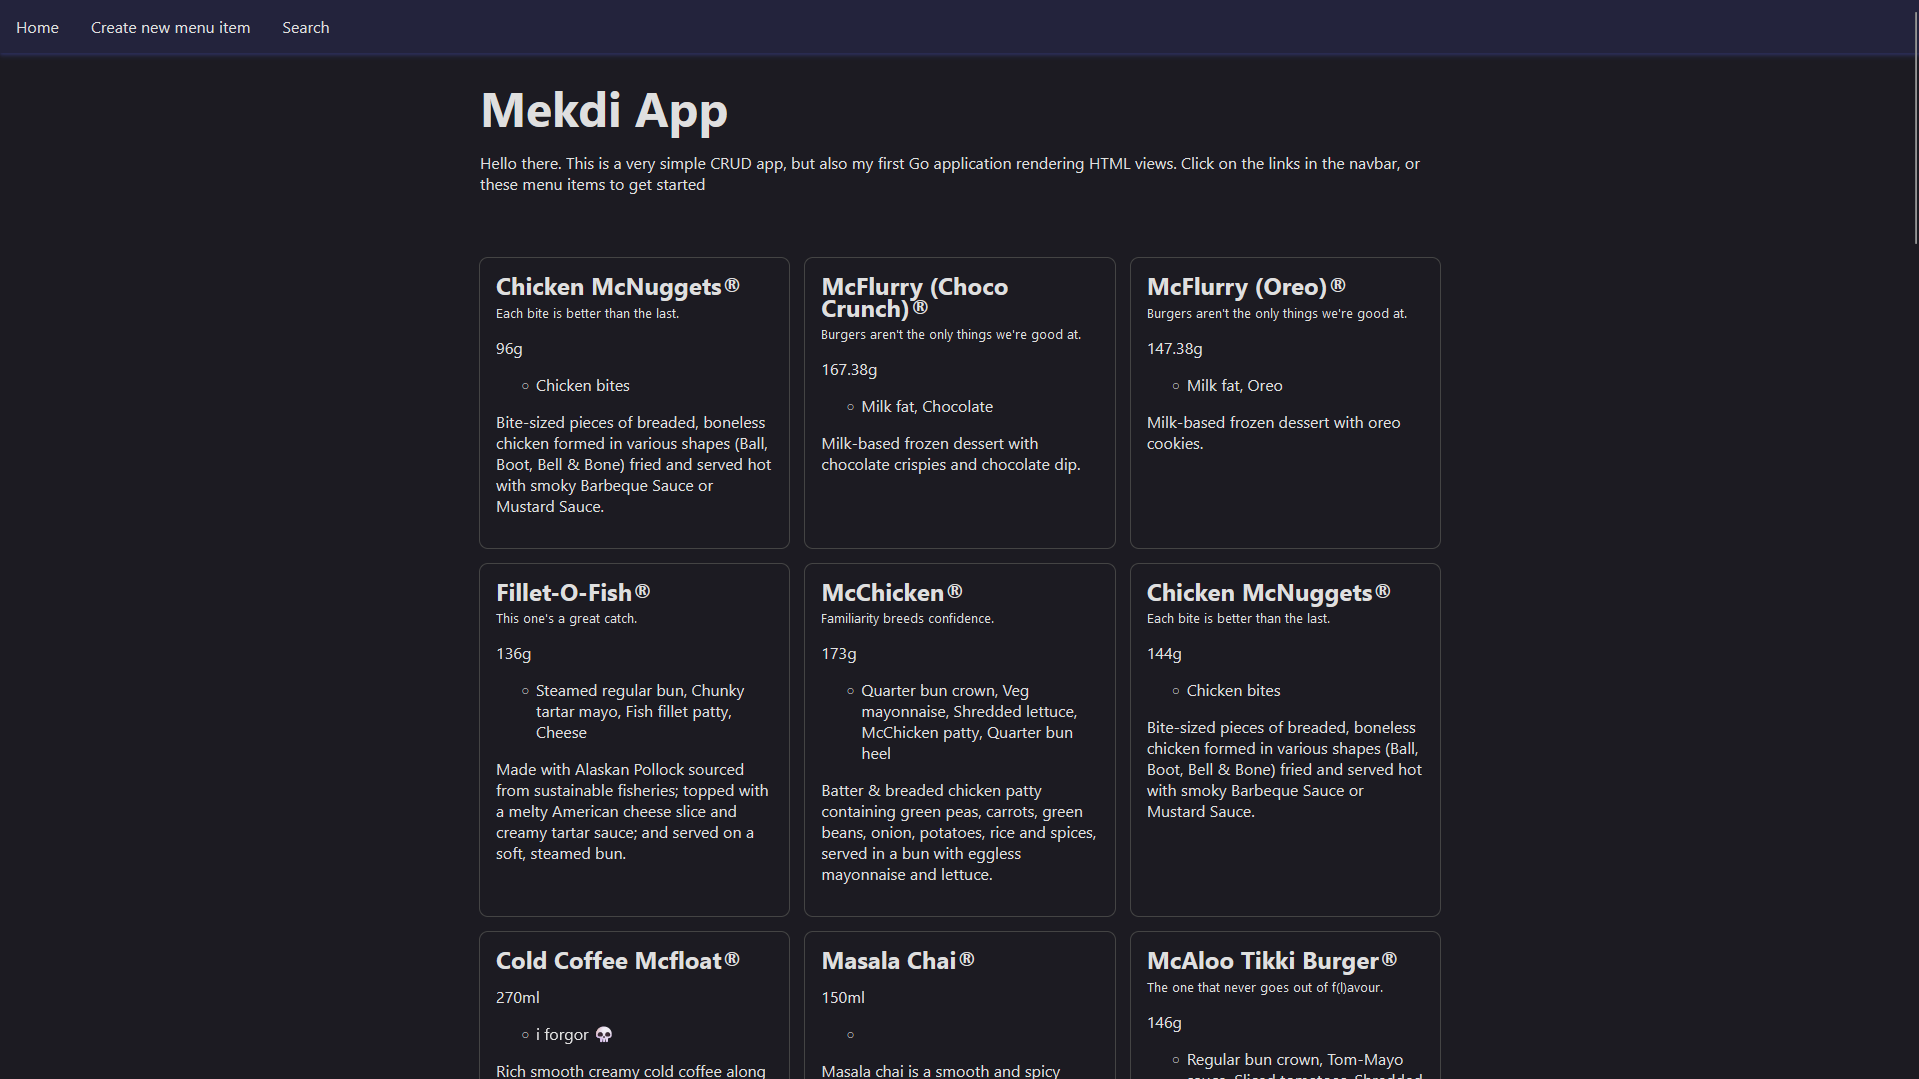 Home
Create new menu item
Search
Mekdi App
Hello there. This is a very simple CRUD app, but also my first Go application rendering HTML views. Click on the links in the navbar, or
these menu items to get started
Chicken McNuggets®
Each bite is better than the last.
96g
Chicken bites
Bite-sized pieces of breaded, boneless
chicken formed in various shapes (Ball,
Boot, Bell & Bone) fried and served hot
with smoky Barbeque Sauce or
Mustard Sauce.
McFlurry (Choco
Crunch)®
Burgers aren't the only things we're good at.
167.38g
Milk fat, Chocolate
Milk-based frozen dessert with
chocolate crispies and chocolate dip.
McFlurry (Oreo)®
Burgers aren't the only things we're good at.
147.38g
Milk fat, Oreo
Milk-based frozen dessert with oreo
cookies.
Fillet-O-Fish®
This one's a great catch.
136g
Steamed regular bun, Chunky
tartar mayo, Fish fillet patty,
Cheese
Made with Alaskan Pollock sourced
from sustainable fisheries; topped with
a melty American cheese slice and
creamy tartar sauce; and served on a
soft, steamed bun.
McChicken®
Familiarity breeds confidence.
173g
Quarter bun crown, Veg
mayonnaise, Shredded lettuce,
McChicken patty, Quarter bun
heel
Batter & breaded chicken patty
containing green peas, carrots, green
beans, onion, potatoes, rice and spices,
served in a bun with eggless
mayonnaise and lettuce.
Chicken McNuggets®
Each bite is better than the last.
144g
Chicken bites
Bite-sized pieces of breaded, boneless
chicken formed in various shapes (Ball,
Boot, Bell & Bone) fried and served hot
with smoky Barbeque Sauce or
Mustard Sauce.
Cold Coffee Mcfloat®
270ml
i forgor 💀
Rich smooth creamy cold coffee along
Masala Chai®
150ml
Masala chai is a smooth and spicy
McAloo Tikki Burger®
The one that never goes out of f(l)avour.
146g
Regular bun crown, Tom-Mayo
sauce, Sliced tomatoes, Shredded